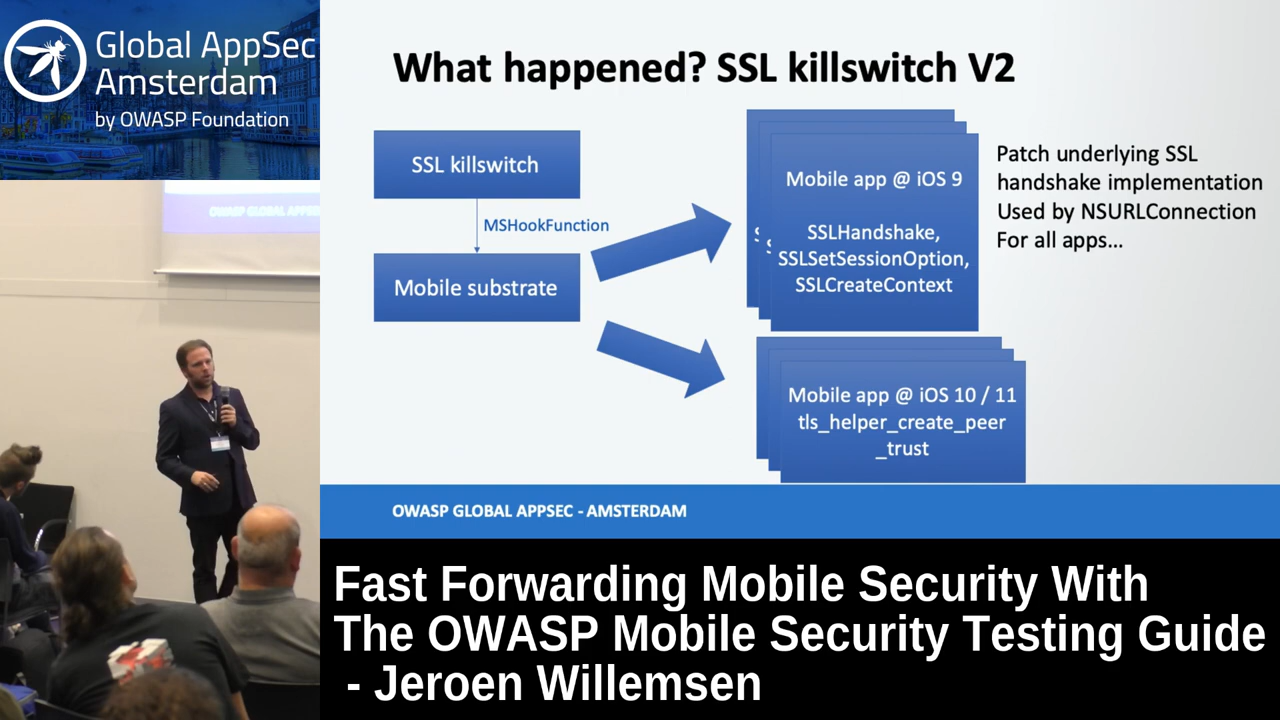 Global AppSec
Amsterdam
by OWASP Foundation
What happened? SSL killswitch V2
SSL killswitch
MSHookFunction
Mobile substrate
Mobile app @ iOS 9
SSLHandshake,
SSLSetSessionOption,
SSLCreateContext
Patch underlying SSL
handshake implementation
Used by NSURLConnection
For all apps...
Mobile app @ iOS 10 / 11
tls_helper_create_peer
_trust
OWASP GLOBAL APPSEC - AMSTERDAM
OWASP GLOBAL APPSE
Fast Forwarding Mobile Security With
The OWASP Mobile Security Testing Guide
- Jeroen Willemsen